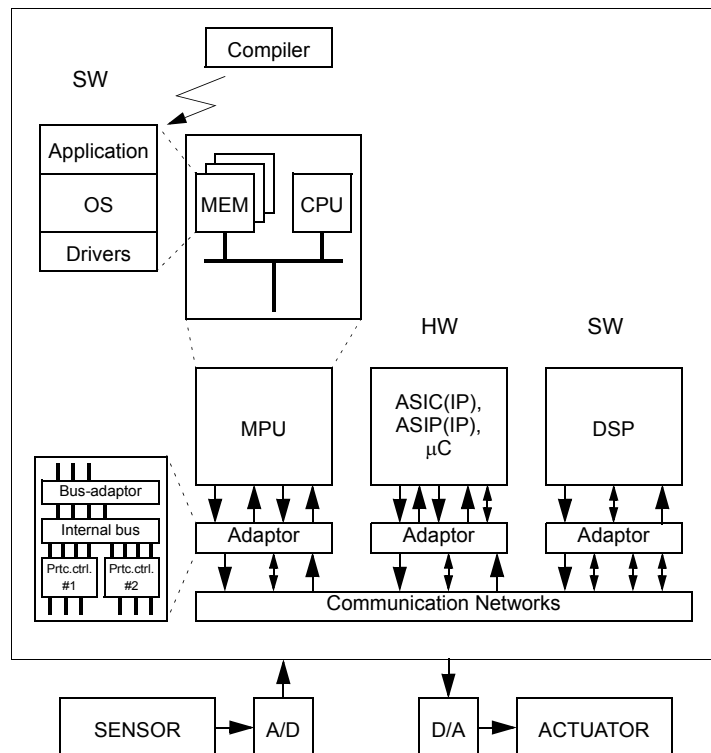 Compiler
SW
Application
OS
Drivers
MEM
CPU
HW
SW
MPU
ASIC(IP),
ASIP(IP),
μC
DSP
Bus-adaptor
Internal bus
Prtc.ctrl.
#1
Prtc.ctrl.
#2
Adaptor
Adaptor
Adaptor
Communication Networks
SENSOR
A/D
D/A
ACTUATOR